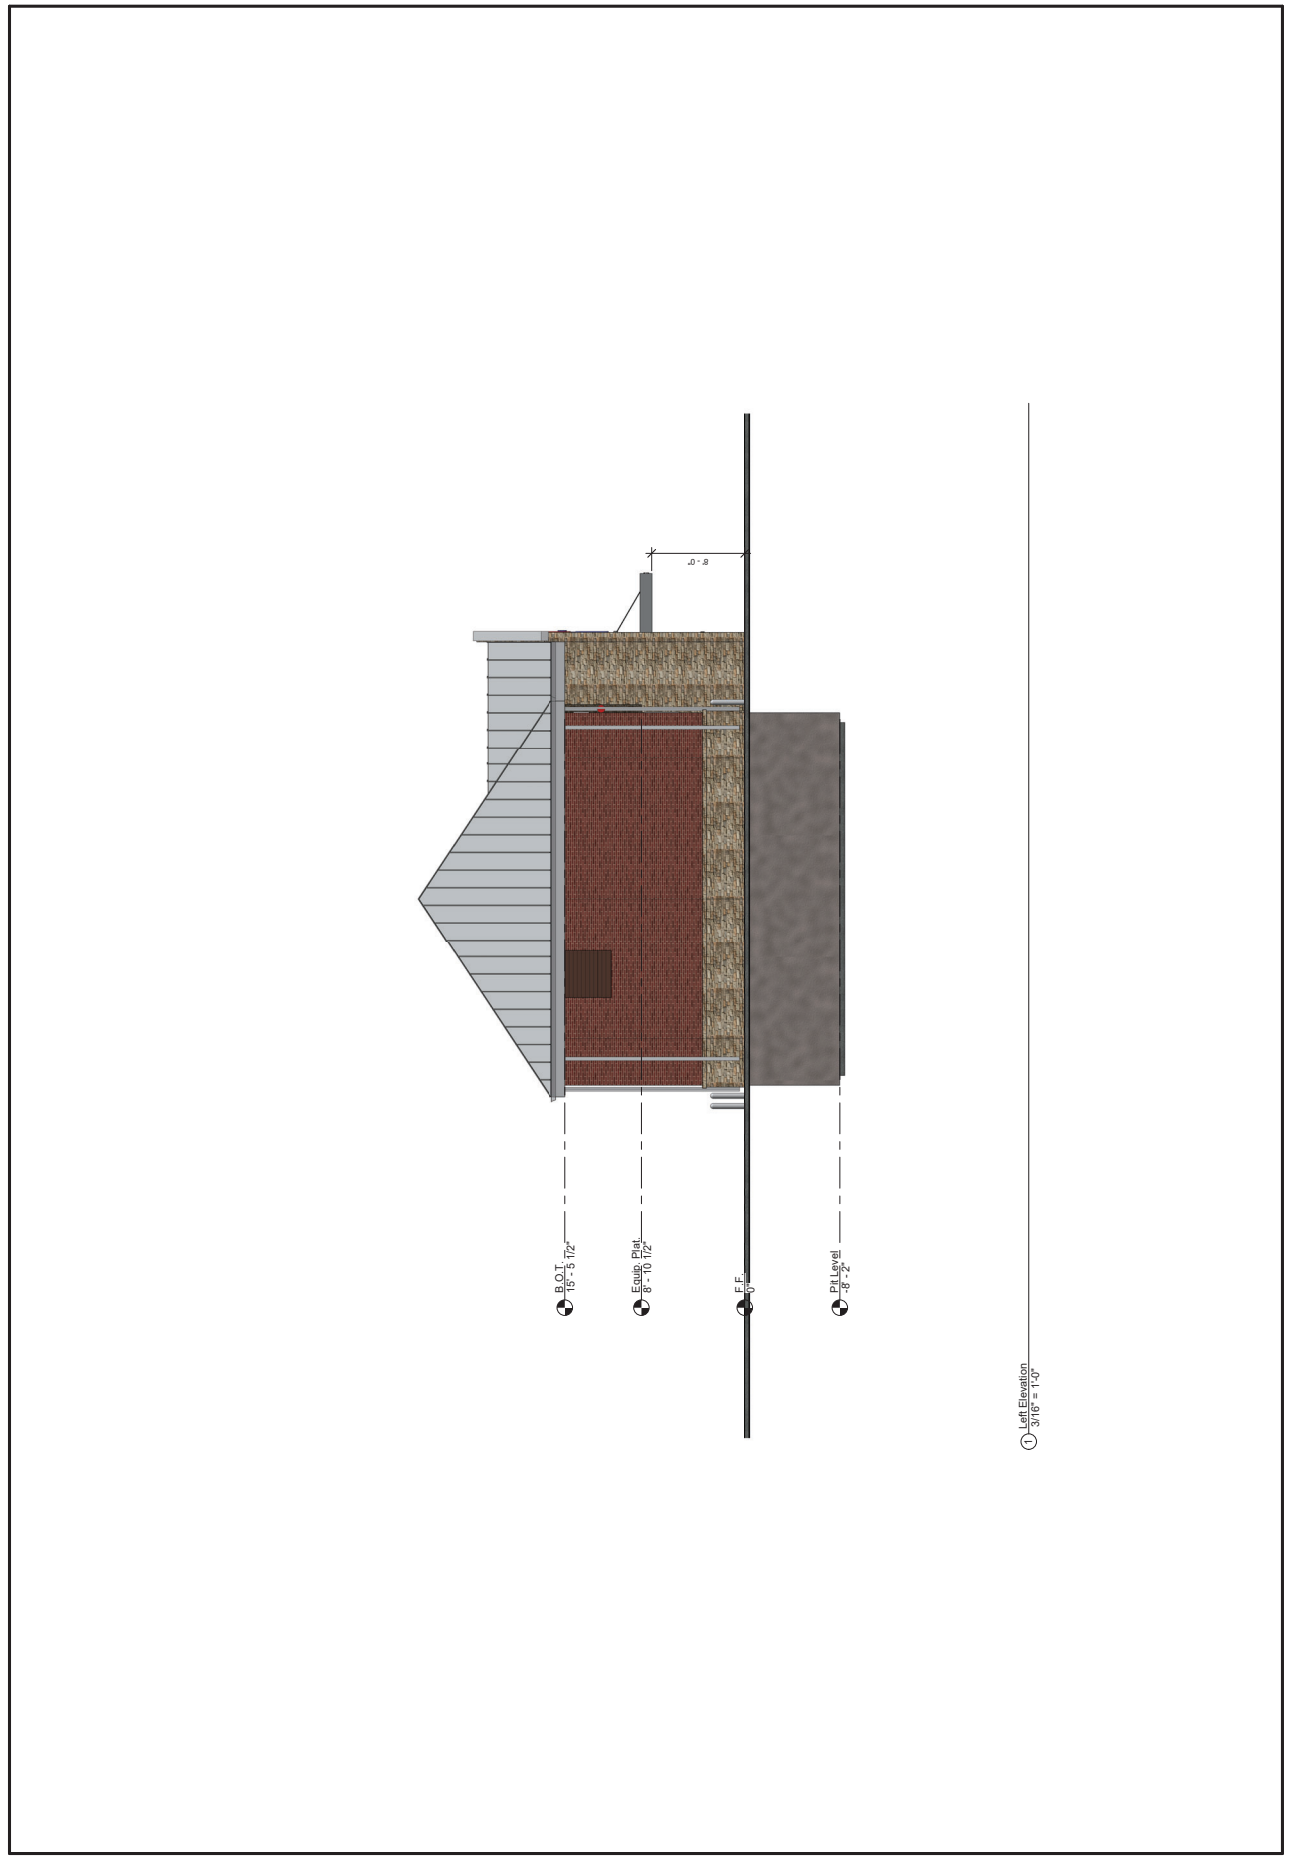 8' - 0"
B.O.T.
15' - 5 1/2"
Equip. Plat.
8' - 10 1/2"
F.F.
0"
Pit Level
-8' - 2"
1
Left Elevation
3/16" = 1'-0"